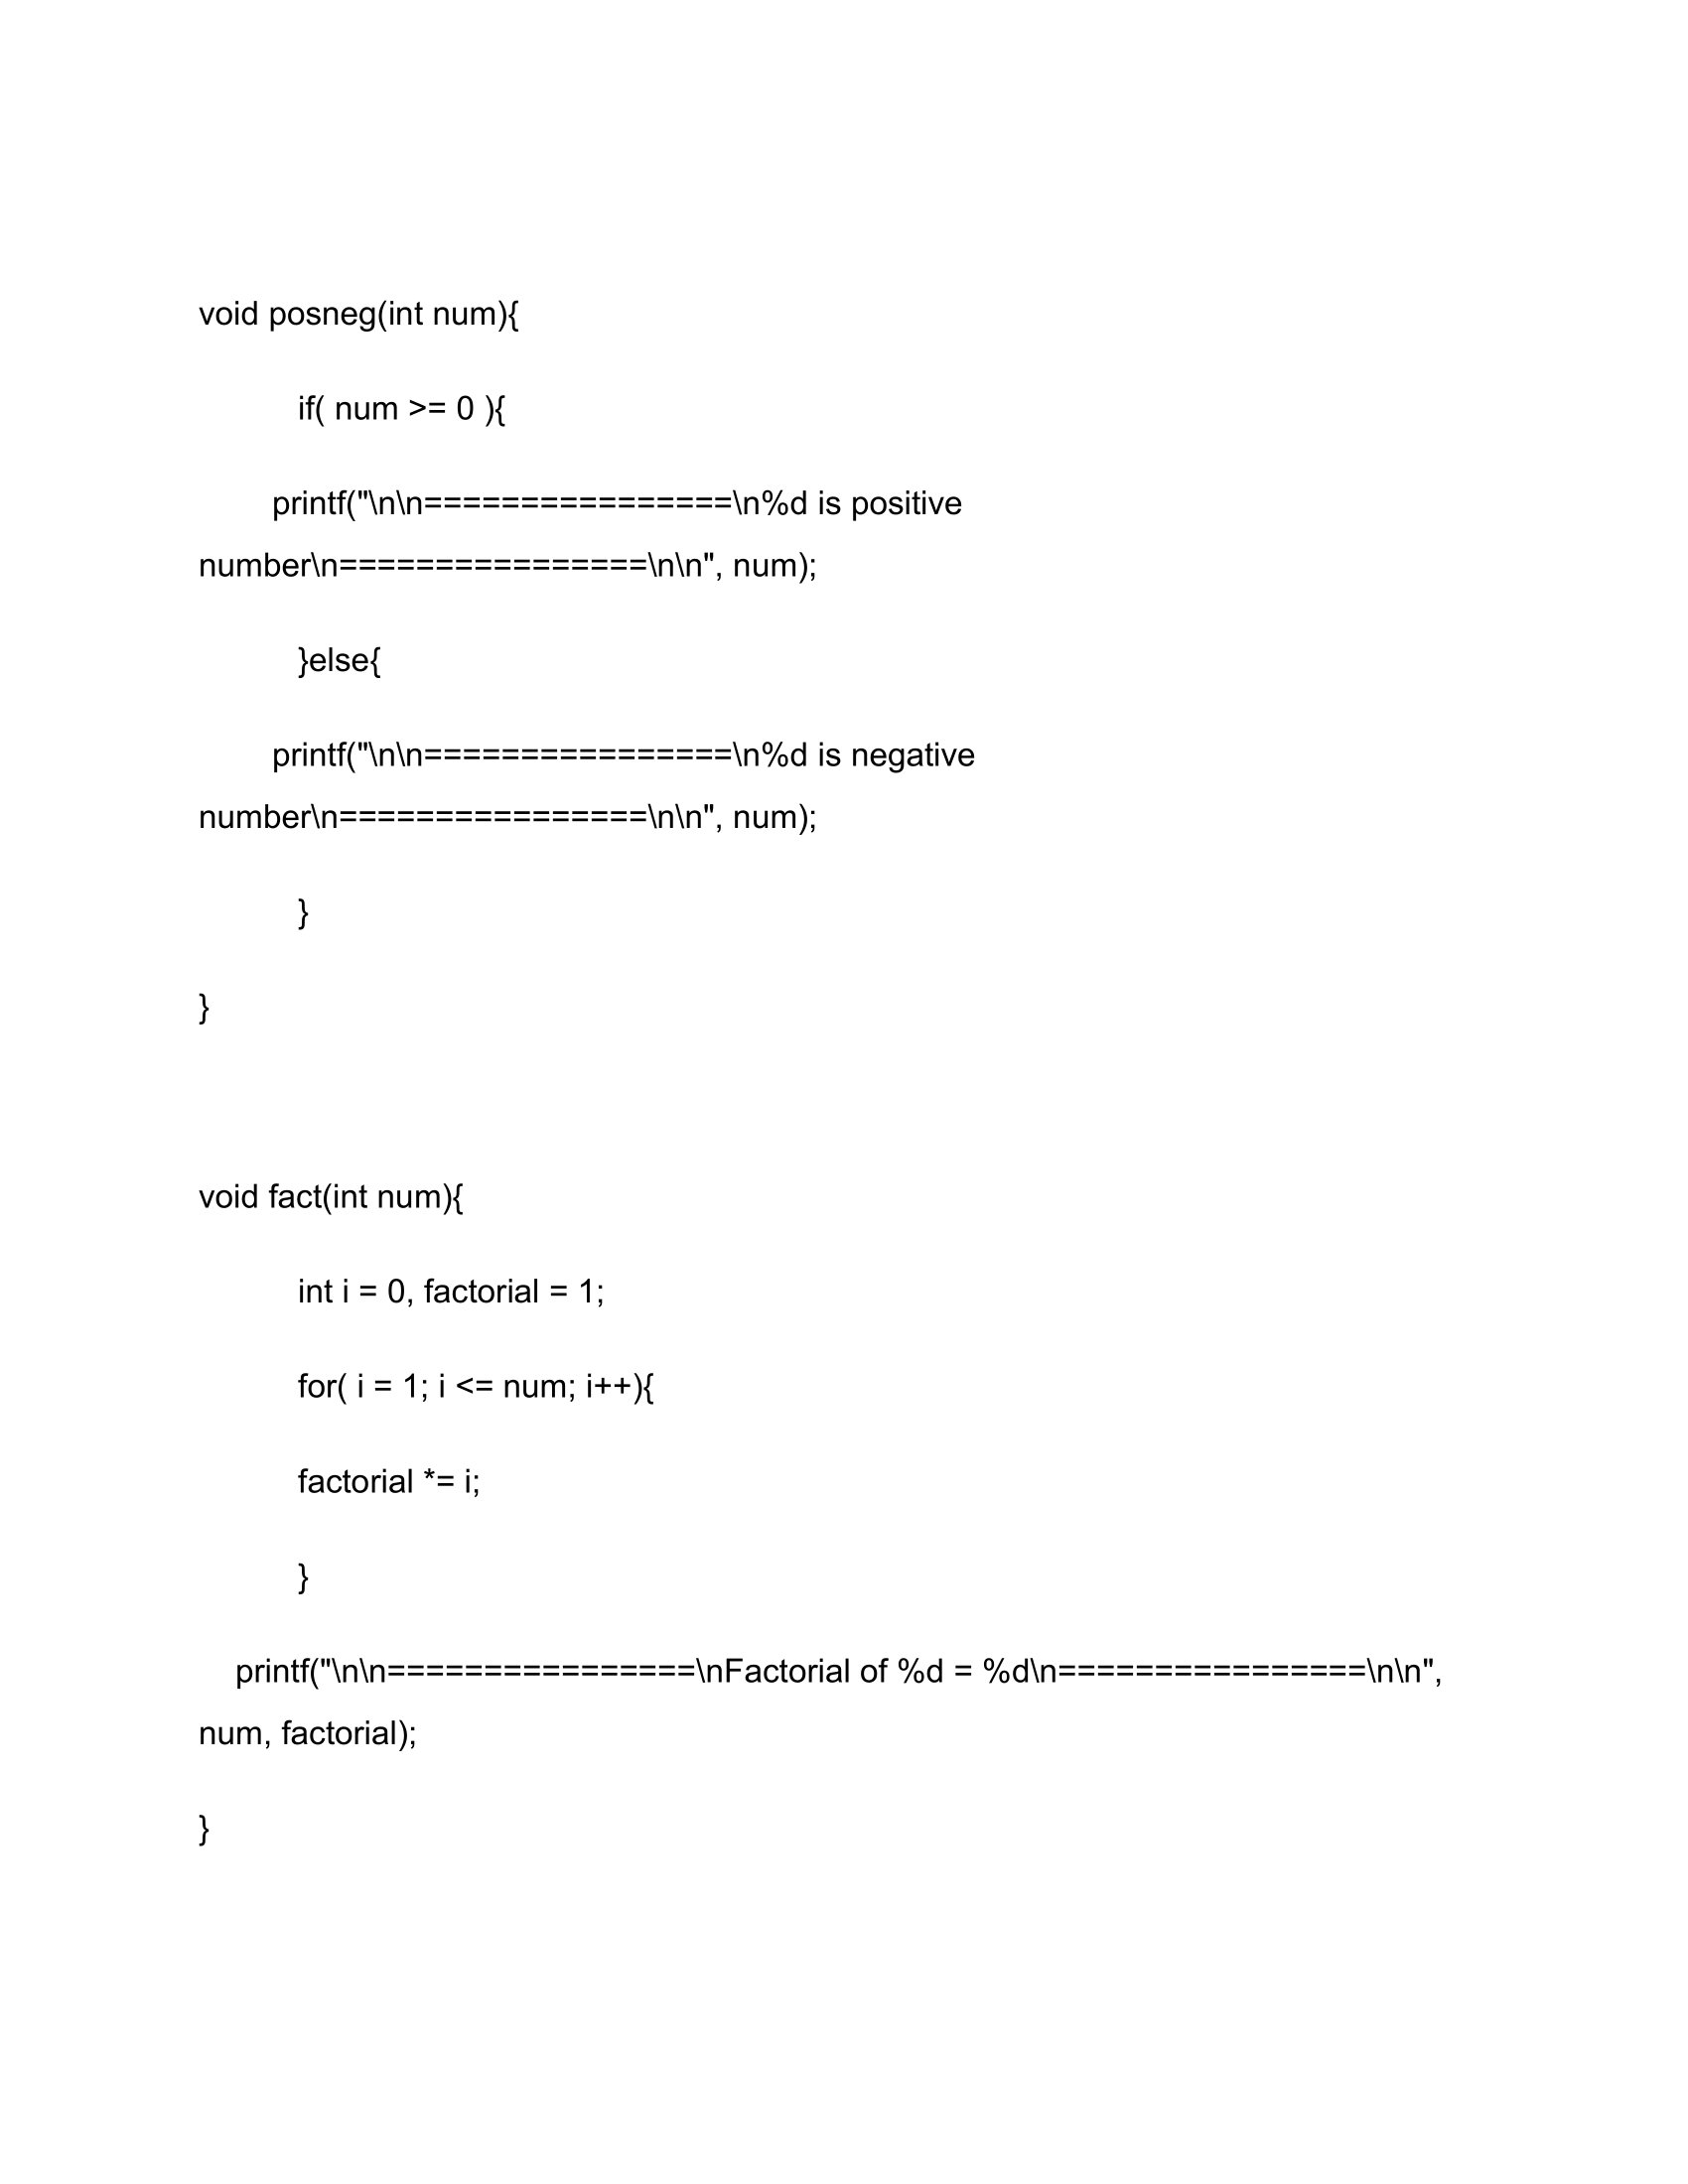 void posneg(int num){
if( num >= 0 ){
printf("\n\n================\n%d is positive
number\n================\n\n", num);
}else{
printf("\n\n================\n%d is negative
number\n================\n\n", num);
}
}
void fact(int num){
int i = 0, factorial = 1;
for( i = 1; i <= num; i++){
factorial *= i;
}
printf("\n\n================\nFactorial of %d = %d\n================\n\n",
num, factorial);
}